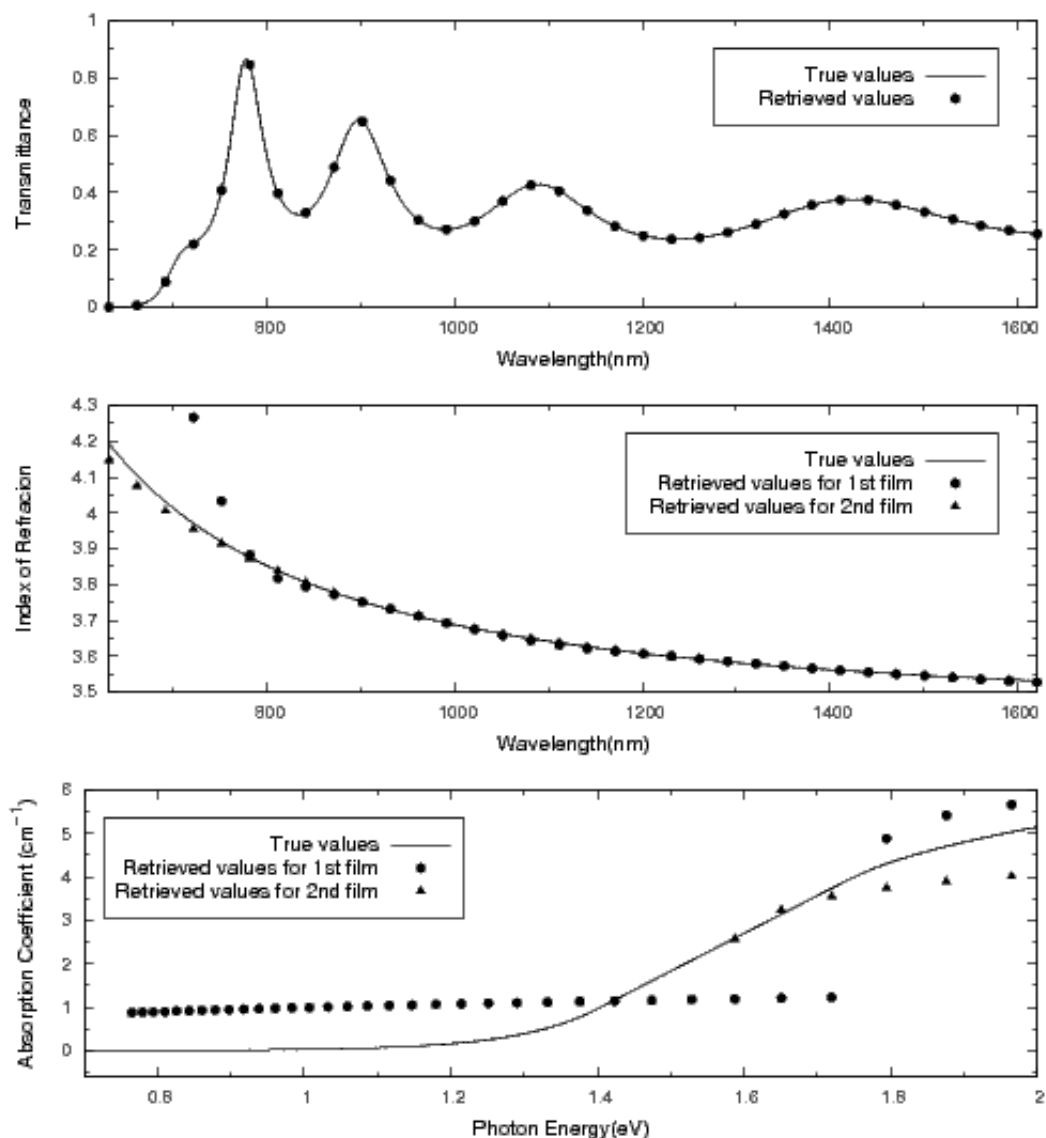 1
0.8
0.6
0.4
0.2
0
Transmittance
True values
Retrieved values
800
1000
1200
1400
1600
Wavelength(nm)
4.3
4.2
4.1
4
3.9
3.8
3.7
3.6
3.5
Index of Refracion
True values
Retrieved values for 1st film
Retrieved values for 2nd film
800
1000
1200
1400
1600
Wavelength(nm)
6
5
4
3
2
1
0
Absorption Coefficient (cm⁻¹)
True values
Retrieved values for 1st film
Retrieved values for 2nd film
0.8
1
1.2
1.4
1.6
1.8
2
Photon Energy(eV)